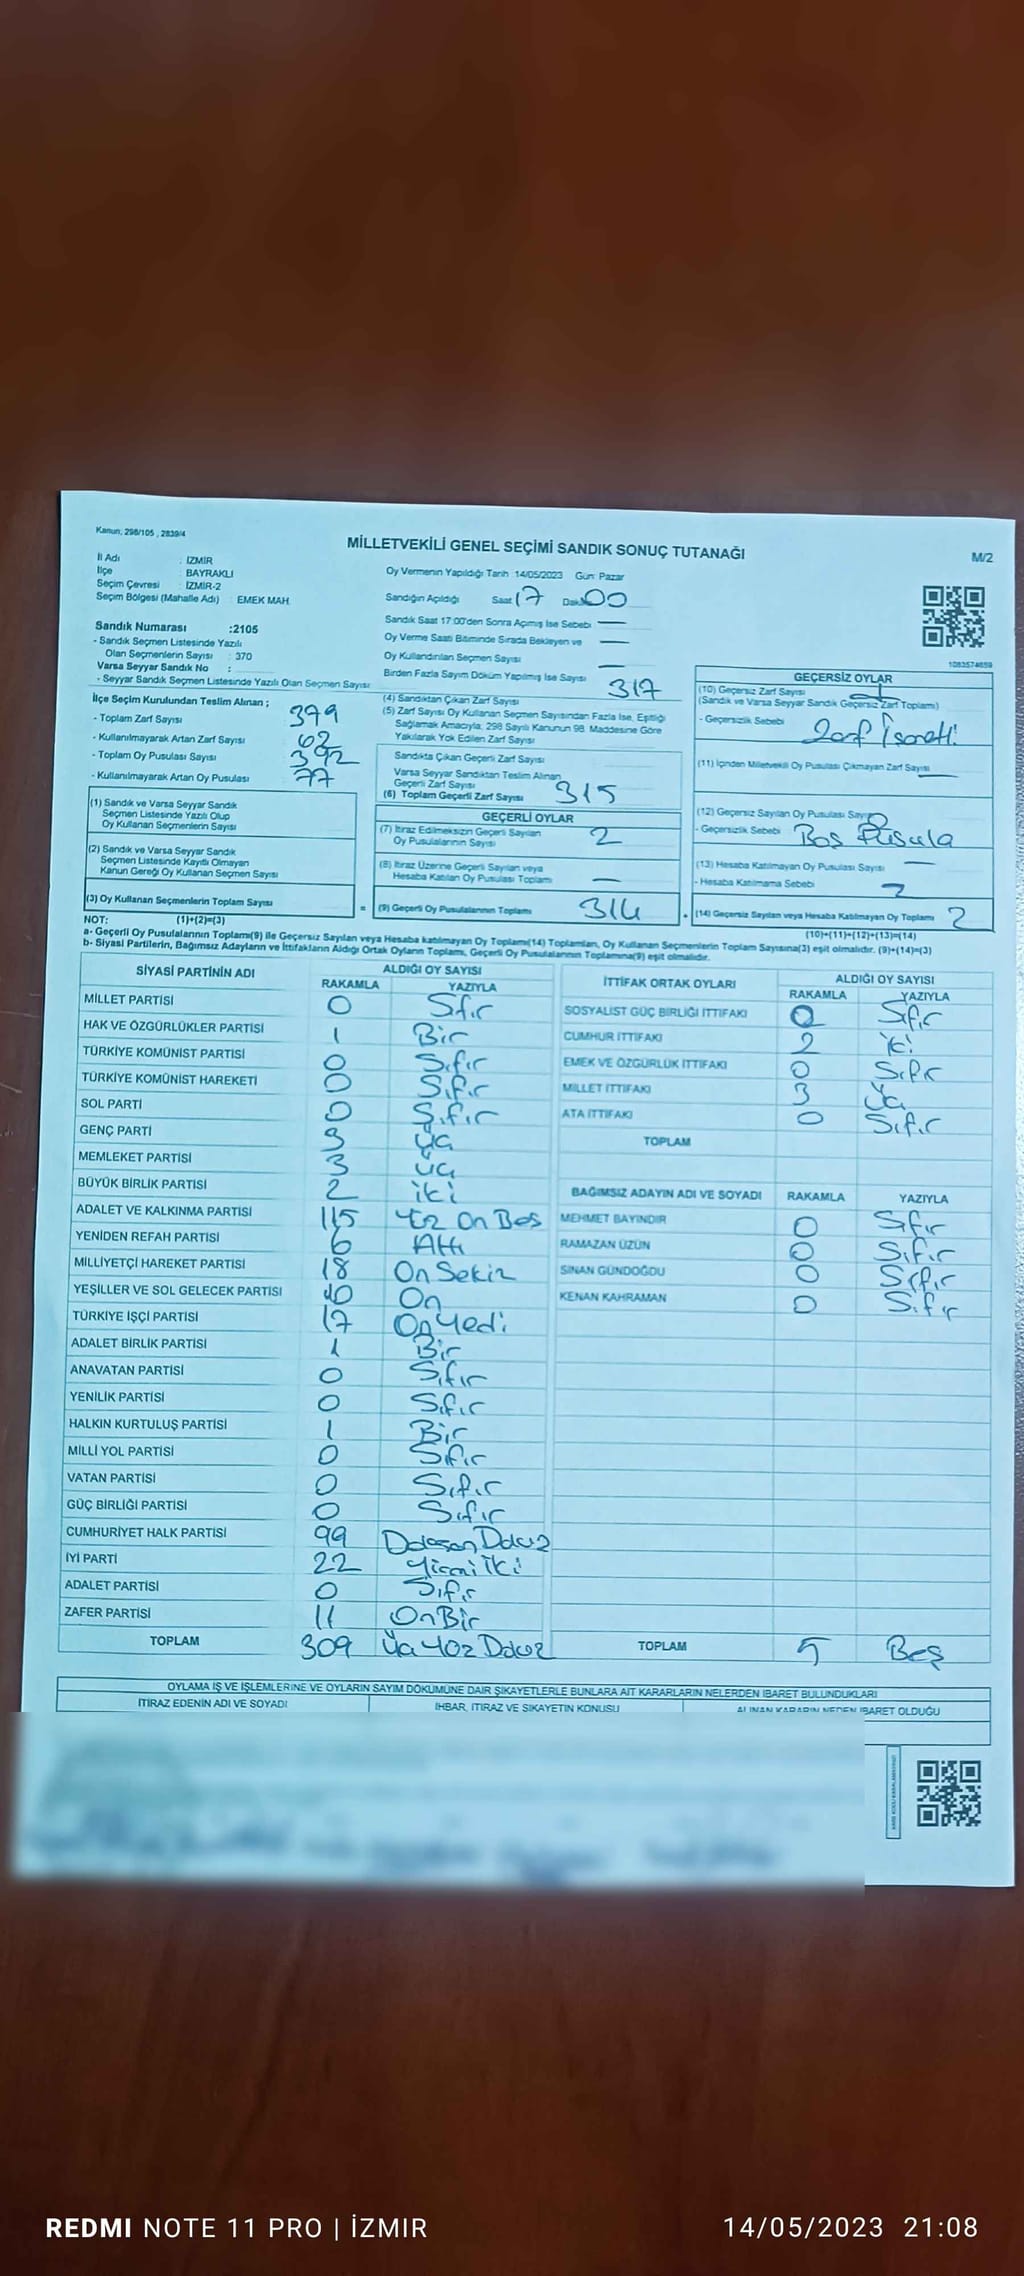 Kanun, 298/105 , 2839/4
MİLLETVEKİLİ GENEL SEÇİMİ SANDIK SONUÇ TUTANAĞI
M/2
İl Adı : İZMİR
İlçe : BAYRAKLI
Seçim Çevresi : İZMİR-2
Seçim Bölgesi (Mahalle Adı) : EMEK MAH.
Oy Vermenin Yapıldığı Tarih :14/05/2023 Gün: Pazar
Sandığın Açıldığı Saat 17 Dak. 00
Sandık Saat 17:00'den Sonra Açımış İse Sebebi —
Oy Verme Saati Bitiminde Sırada Bekleyen ve
Oy Kullandırılan Seçmen Sayısı —
Birden Fazla Sayım Döküm Yapılmış İse Sayısı —
Sandık Numarası :2105
- Sandık Seçmen Listesinde Yazılı
Olan Seçmenlerin Sayısı : 370
Varsa Seyyar Sandık No :
- Seyyar Sandık Seçmen Listesinde Yazılı Olan Seçmen Sayısı
1083574659
İlçe Seçim Kurulundan Teslim Alınan ;
- Toplam Zarf Sayısı 379
- Kullanılmayarak Artan Zarf Sayısı 62
- Toplam Oy Pusulası Sayısı 392
- Kullanılmayarak Artan Oy Pusulası 77
(1) Sandık ve Varsa Seyyar Sandık
Seçmen Listesinde Yazılı Olup
Oy Kullanan Seçmenlerin Sayısı
(2) Sandık ve Varsa Seyyar Sandık
Seçmen Listesinde Kayıtlı Olmayan
Kanun Gereği Oy Kullanan Seçmen Sayısı
(3) Oy Kullanan Seçmenlerin Toplam Sayısı
(1)+(2)=(3)
(4) Sandıktan Çıkan Zarf Sayısı 317
(5) Zarf Sayısı Oy Kullanan Seçmen Sayısından Fazla İse, Eşitliği
Sağlamak Amacıyla, 298 Sayılı Kanunun 98. Maddesine Göre
Yakılarak Yok Edilen Zarf Sayısı
Sandıkta Çıkan Geçerli Zarf Sayısı
Varsa Seyyar Sandıktan Teslim Alınan
Geçerli Zarf Sayısı
(6) Toplam Geçerli Zarf Sayısı 315
GEÇERLİ OYLAR
(7) İtiraz Edilmeksizin Geçerli Sayılan
Oy Pusulalarının Sayısı 2
(8) İtiraz Üzerine Geçerli Sayılan veya
Hesaba Katılan Oy Pusulası Toplamı —
= (9) Geçerli Oy Pusulalarının Toplamı 314
GEÇERSİZ OYLAR
(10) Geçersiz Zarf Sayısı
(Sandık ve Varsa Seyyar Sandık Geçersiz Zarf Toplamı)
- Geçersizlik Sebebi Zarf İşareti
(11) İçinden Milletvekili Oy Pusulası Çıkmayan Zarf Sayısı —
(12) Geçersiz Sayılan Oy Pusulası Sayısı
- Geçersizlik Sebebi Boş Pusula
(13) Hesaba Katılmayan Oy Pusulası Sayısı —
- Hesaba Katılmama Sebebi
+ (14) Geçersiz Sayılan veya Hesaba Katılmayan Oy Toplamı 2
(10)+(11)+(12)+(13)=(14)
NOT:
a- Geçerli Oy Pusulalarının Toplamı(9) ile Geçersiz Sayılan veya Hesaba katılmayan Oy Toplamı(14) Toplamları, Oy Kullanan Seçmenlerin Toplam Sayısına(3) eşit olmalıdır. (9)+(14)=(3)
b- Siyasi Partilerin, Bağımsız Adayların ve İttifakların Aldığı Ortak Oyların Toplamı, Geçerli Oy Pusulalarının Toplamına(9) eşit olmalıdır.
SİYASİ PARTİNİN ADI ALDIĞI OY SAYISI
RAKAMLA YAZIYLA
MİLLET PARTİSİ 0 Sıfır
HAK VE ÖZGÜRLÜKLER PARTİSİ 1 Bir
TÜRKİYE KOMÜNİST PARTİSİ 0 Sıfır
TÜRKİYE KOMÜNİST HAREKETİ 0 Sıfır
SOL PARTİ 0 Sıfır
GENÇ PARTİ 3 Üç
MEMLEKET PARTİSİ 3 Üç
BÜYÜK BİRLİK PARTİSİ 2 iki
ADALET VE KALKINMA PARTİSİ 115 Yüz On Beş
YENİDEN REFAH PARTİSİ 6 Altı
MİLLİYETÇİ HAREKET PARTİSİ 18 On Sekiz
YEŞİLLER VE SOL GELECEK PARTİSİ 10 On
TÜRKİYE İŞÇİ PARTİSİ 17 On Yedi
ADALET BİRLİK PARTİSİ 1 Bir
ANAVATAN PARTİSİ 0 Sıfır
YENİLİK PARTİSİ 0 Sıfır
HALKIN KURTULUŞ PARTİSİ 1 Bir
MİLLİ YOL PARTİSİ 0 Sıfır
VATAN PARTİSİ 0 Sıfır
GÜÇ BİRLİĞİ PARTİSİ 0 Sıfır
CUMHURİYET HALK PARTİSİ 99 Doksan Dokuz
İYİ PARTİ 22 Yirmi İki
ADALET PARTİSİ 0 Sıfır
ZAFER PARTİSİ 11 On Bir
TOPLAM 309 Üç Yüz Dokuz
İTTİFAK ORTAK OYLARI ALDIĞI OY SAYISI
RAKAMLA YAZIYLA
SOSYALİST GÜÇ BİRLİĞİ İTTİFAKI 0 Sıfır
CUMHUR İTTİFAKI 2 iki
EMEK VE ÖZGÜRLÜK İTTİFAKI 0 Sıfır
MİLLET İTTİFAKI 3 Üç
ATA İTTİFAKI 0 Sıfır
TOPLAM
BAĞIMSIZ ADAYIN ADI VE SOYADI RAKAMLA YAZIYLA
MEHMET BAYINDIR 0 Sıfır
RAMAZAN ÜZÜN 0 Sıfır
SİNAN GÜNDOĞDU 0 Sıfır
KENAN KAHRAMAN 0 Sıfır
TOPLAM 5 Beş
OYLAMA İŞ VE İŞLEMLERİNE VE OYLARIN SAYIM DÖKÜMÜNE DAİR ŞİKAYETLERLE BUNLARA AİT KARARLARIN NELERDEN İBARET BULUNDUKLARI
İTİRAZ EDENİN ADI VE SOYADI İHBAR, İTİRAZ VE ŞİKAYETİN KONUSU ALINAN KARARIN NEDEN İBARET OLDUĞU
REDMI NOTE 11 PRO | İZMIR
14/05/2023 21:08